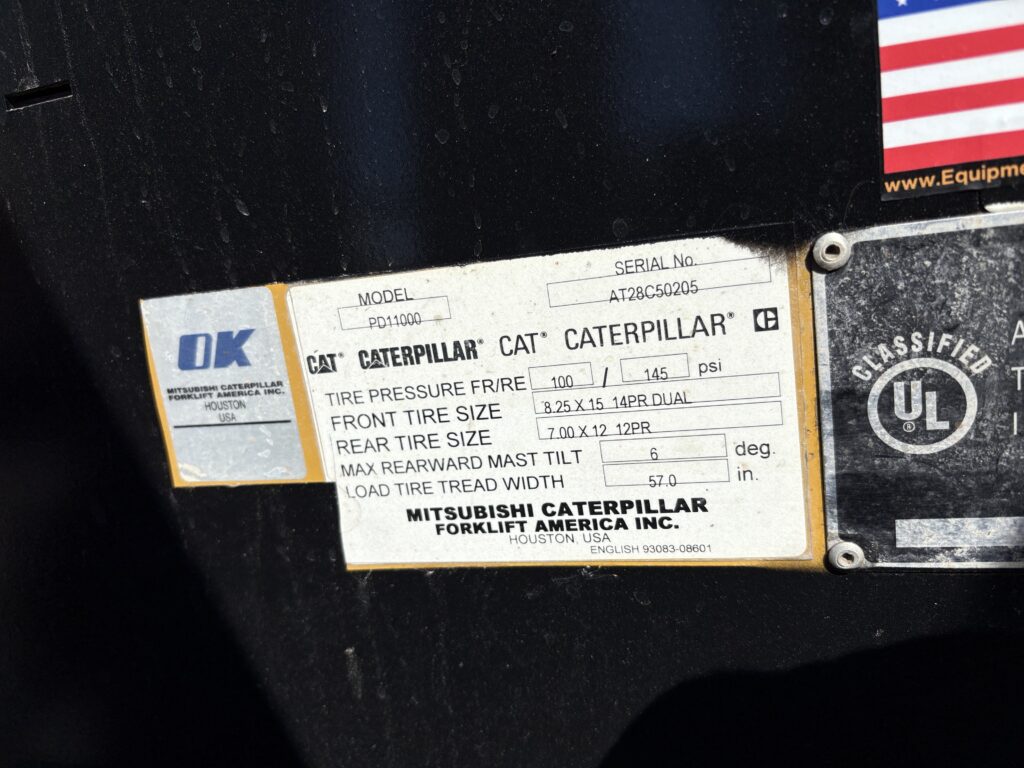 www.Equipme
MODEL
PD11000
SERIAL No.
AT28C50205
CAT® CATERPILLAR® CAT® CATERPILLAR®
TIRE PRESSURE FR/RE 100 / 145 psi
FRONT TIRE SIZE 8.25 X 15 14PR DUAL
REAR TIRE SIZE 7.00 X 12 12PR
MAX REARWARD MAST TILT 6 deg.
LOAD TIRE TREAD WIDTH 57.0 in.
MITSUBISHI CATERPILLAR
FORKLIFT AMERICA INC.
HOUSTON, USA
ENGLISH 93083-08601
OK
MITSUBISHI CATERPILLAR
FORKLIFT AMERICA INC.
HOUSTON
USA
CLASSIFIED
UL®
A
T
I